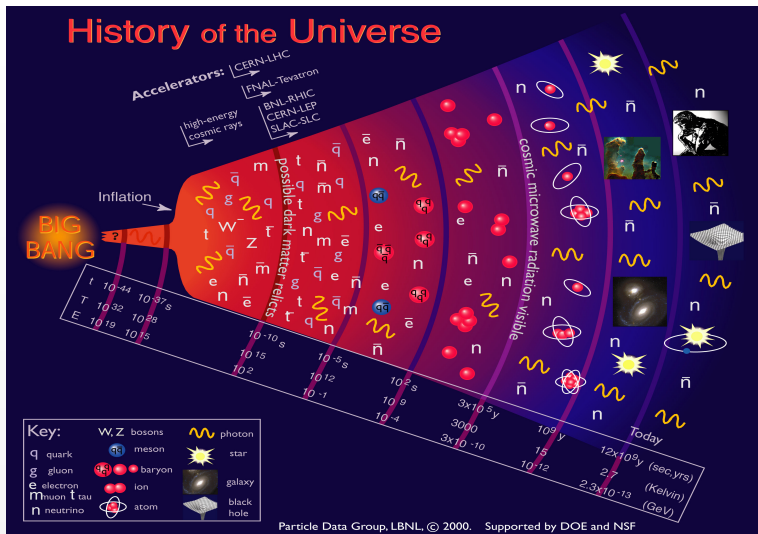 History of the Universe
Accelerators:
CERN-LHC
FNAL-Tevatron
BNL-RHIC
CERN-LEP
SLAC-SLC
high-energy
cosmic rays
Inflation
BIG
BANG
?
possible dark matter relicts
cosmic microwave radiation visible
t 10⁻⁴⁴ 10⁻³⁷ s 10⁻¹⁰ s 10⁻⁵ s 10² s 3x10⁵ y 10⁹ y 12x10⁹ y (sec,yrs)
T 10³² 10²⁸ 10¹⁵ 10¹² 10⁹ 3000 15 2.7 (Kelvin)
E 10¹⁹ 10¹⁵ 10² 10⁻¹ 10⁻⁴ 3x10⁻¹⁰ 10⁻¹² 2.3x10⁻¹³ (GeV)
Today
Key:
W, Z bosons
photon
q quark
qq̄ meson
star
g gluon
qqq baryon
e electron
ion
galaxy
m muon t tau
n neutrino
atom
black
hole
Particle Data Group, LBNL, © 2000. Supported by DOE and NSF